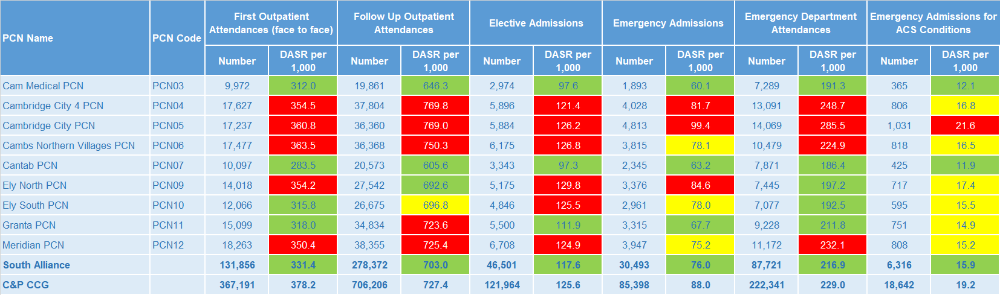 PCN Name PCN Code First Outpatient Attendances (face to face) Follow Up Outpatient Attendances Elective Admissions Emergency Admissions Emergency Department Attendances Emergency Admissions for ACS Conditions
Number DASR per 1,000 Number DASR per 1,000 Number DASR per 1,000 Number DASR per 1,000 Number DASR per 1,000 Number DASR per 1,000
Cam Medical PCN PCN03 9,972 312.0 19,861 646.3 2,974 97.6 1,893 60.1 7,289 191.3 365 12.1
Cambridge City 4 PCN PCN04 17,627 354.5 37,804 769.8 5,896 121.4 4,028 81.7 13,091 248.7 806 16.8
Cambridge City PCN PCN05 17,237 360.8 36,360 769.0 5,884 126.2 4,813 99.4 14,069 285.5 1,031 21.6
Cambs Northern Villages PCN PCN06 17,477 363.5 36,368 750.3 6,175 126.8 3,815 78.1 10,479 224.9 818 16.5
Cantab PCN PCN07 10,097 283.5 20,573 605.6 3,343 97.3 2,345 63.2 7,871 186.4 425 11.9
Ely North PCN PCN09 14,018 354.2 27,542 692.6 5,175 129.8 3,376 84.6 7,445 197.2 717 17.4
Ely South PCN PCN10 12,066 315.8 26,675 696.8 4,846 125.5 2,961 78.0 7,077 192.5 595 15.5
Granta PCN PCN11 15,099 318.0 34,834 723.6 5,500 111.9 3,315 67.7 9,228 211.8 751 14.9
Meridian PCN PCN12 18,263 350.4 38,355 725.4 6,708 124.9 3,947 75.2 11,172 232.1 808 15.2
South Alliance 131,856 331.4 278,372 703.0 46,501 117.6 30,493 76.0 87,721 216.9 6,316 15.9
C&P CCG 367,191 378.2 706,206 727.4 121,964 125.6 85,398 88.0 222,341 229.0 18,642 19.2